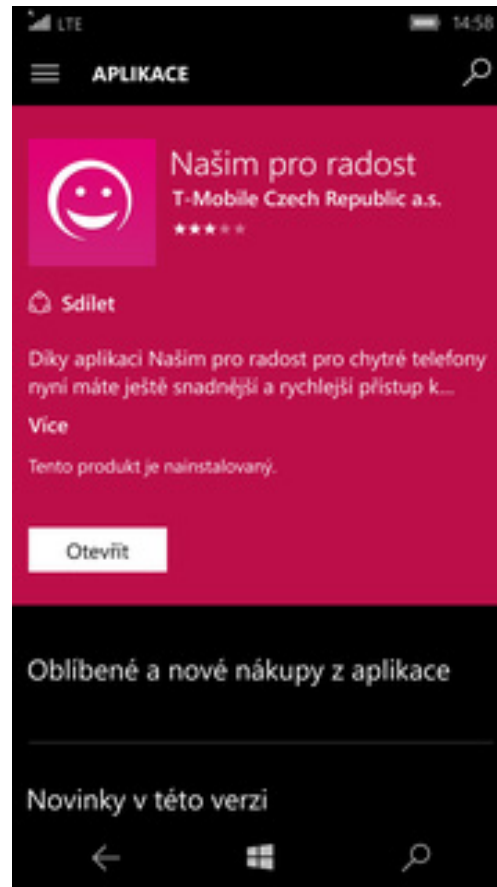 LTE 14:58
APLIKACE
Našim pro radost
T-Mobile Czech Republic a.s.
Sdílet
Díky aplikaci Našim pro radost pro chytré telefony
nyní máte ještě snadnější a rychlejší přístup k...
Více
Tento produkt je nainstalovaný.
Otevřít
Oblíbené a nové nákupy z aplikace
Novinky v této verzi